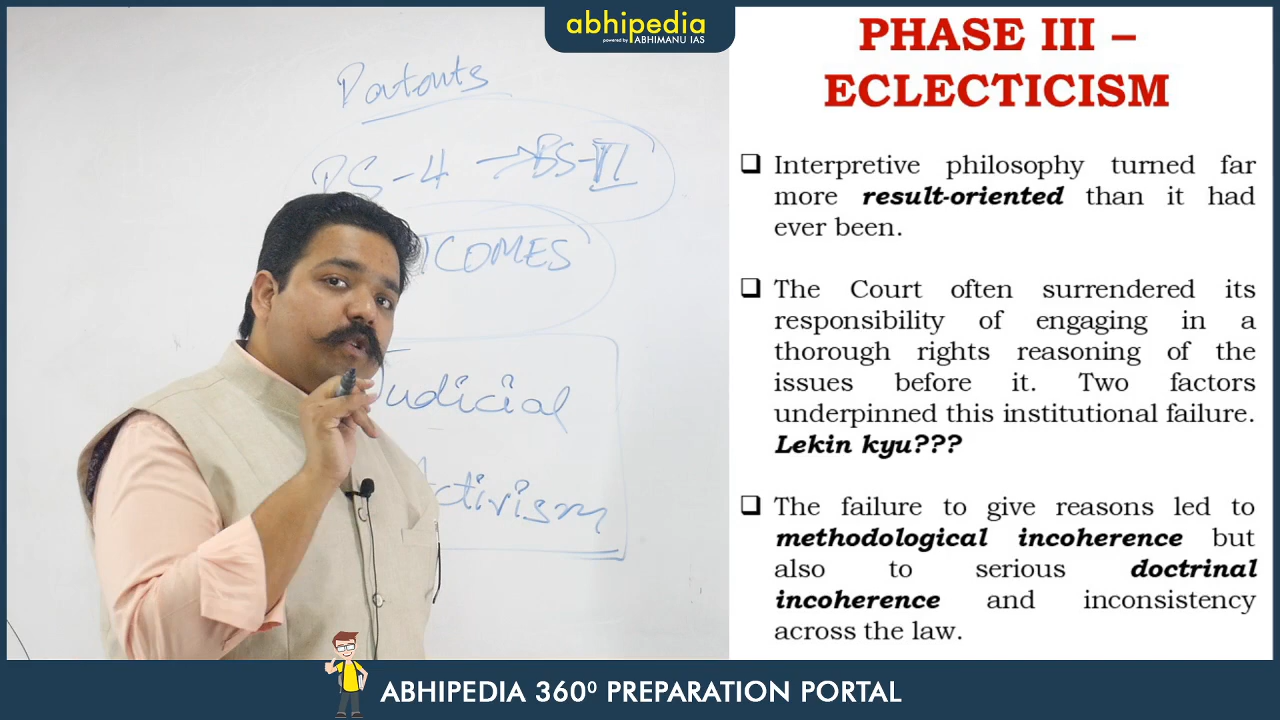 abhipedia
powered by ABHIMANU IAS
Patents
BS-4 → BS-VI
COMES
Judicial
Activism
PHASE III –
ECLECTICISM
❑ Interpretive philosophy turned far
more result-oriented than it had
ever been.
❑ The Court often surrendered its
responsibility of engaging in a
thorough rights reasoning of the
issues before it. Two factors
underpinned this institutional failure.
Lekin kyu???
❑ The failure to give reasons led to
methodological incoherence but
also to serious doctrinal
incoherence and inconsistency
across the law.
ABHIPEDIA 360⁰ PREPARATION PORTAL